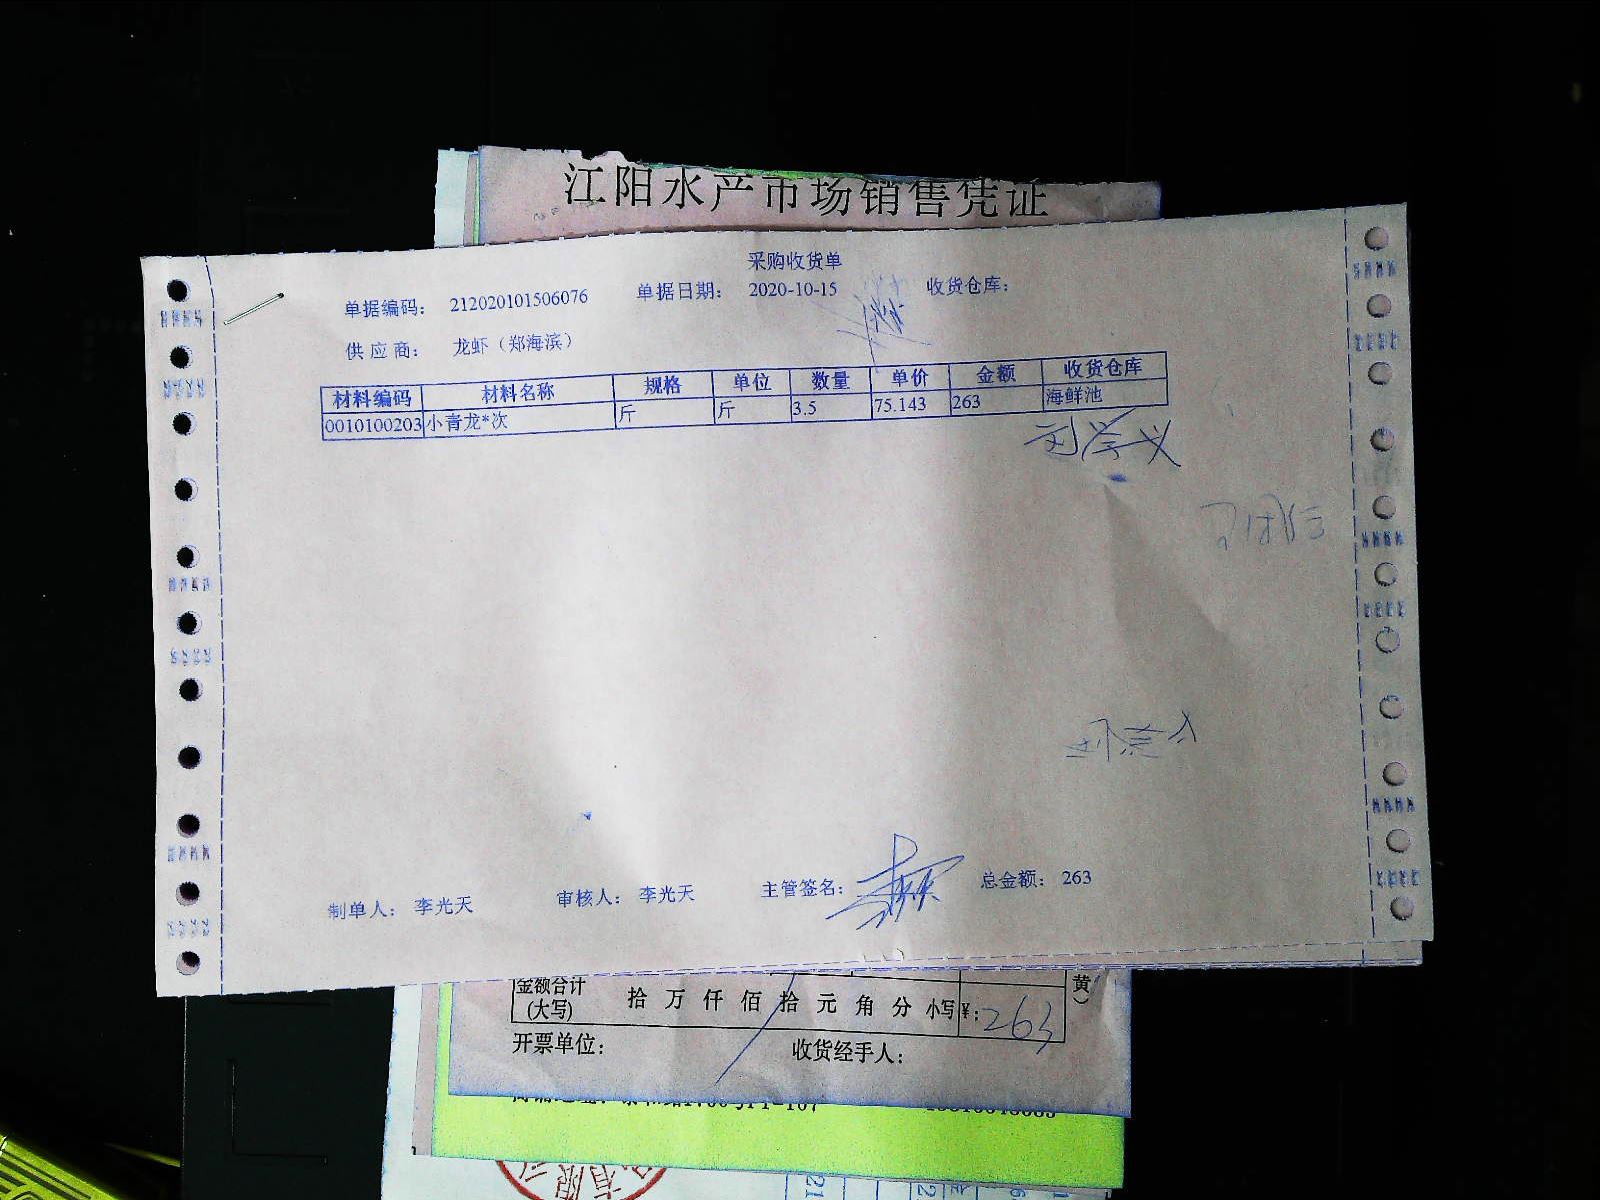 江阳水产市场销售凭证
采购收货单
单据编码： 212020101506076 单据日期： 2020-10-15 收货仓库：
供应商： 龙虾（郑海滨）
材料编码 材料名称 规格 单位 数量 单价 金额 收货仓库
0010100203 小青龙*次 斤 斤 3.5 75.143 263 海鲜池
刘学义
制单人： 李光天 审核人： 李光天 主管签名： 总金额： 263
金额合计
(大写) 拾 万 仟 佰 拾 元 角 分 小写 ¥: 263
黄）
开票单位： 收货经手人：